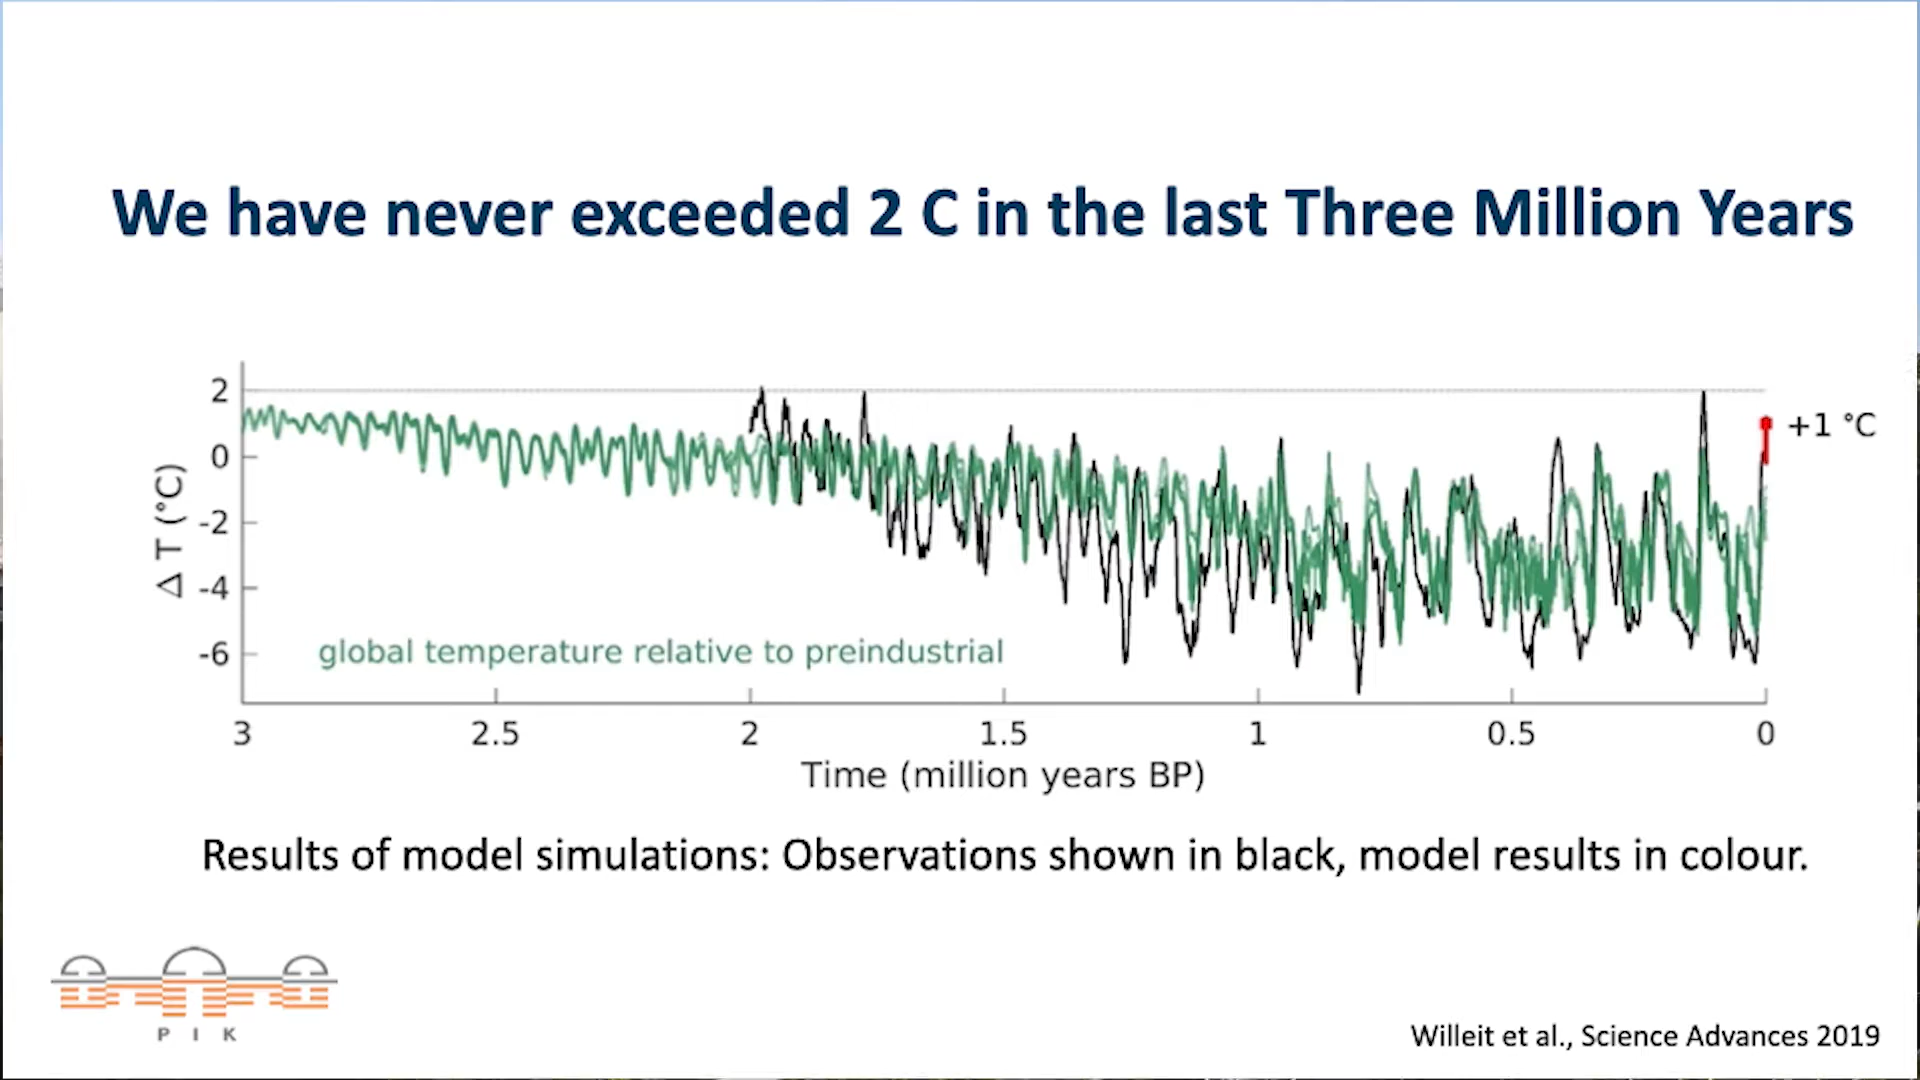 We have never exceeded 2 C in the last Three Million Years
2
0
-2
-4
-6
Δ T (°C)
+1 °C
global temperature relative to preindustrial
3 2.5 2 1.5 1 0.5 0
Time (million years BP)
Results of model simulations: Observations shown in black, model results in colour.
P I K
Willeit et al., Science Advances 2019